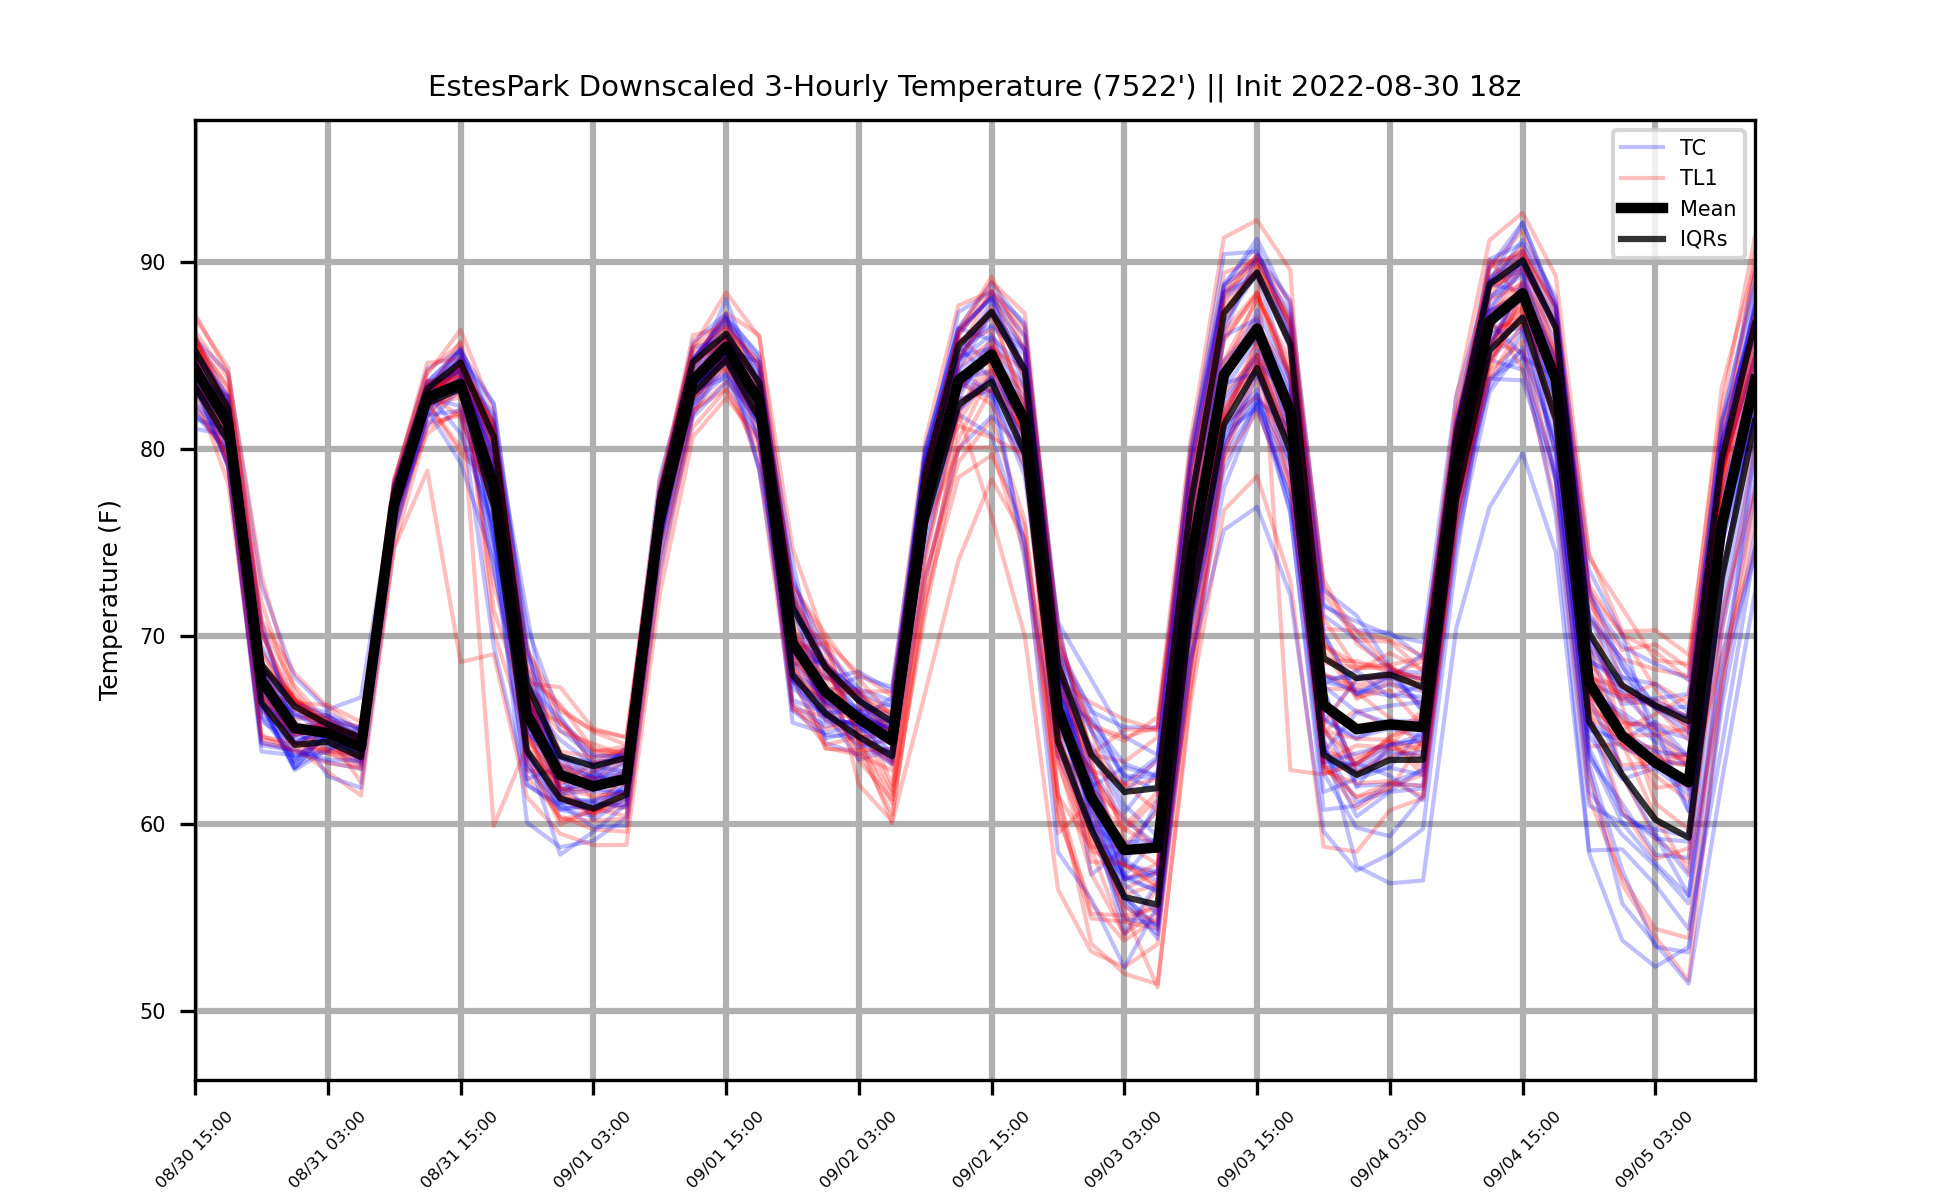 EstesPark Downscaled 3-Hourly Temperature (7522') || Init 2022-08-30 18z
TC
TL1
Mean
IQRs
Temperature (F)
90
80
70
60
50
08/30 15:00
08/31 03:00
08/31 15:00
09/01 03:00
09/01 15:00
09/02 03:00
09/02 15:00
09/03 03:00
09/03 15:00
09/04 03:00
09/04 15:00
09/05 03:00